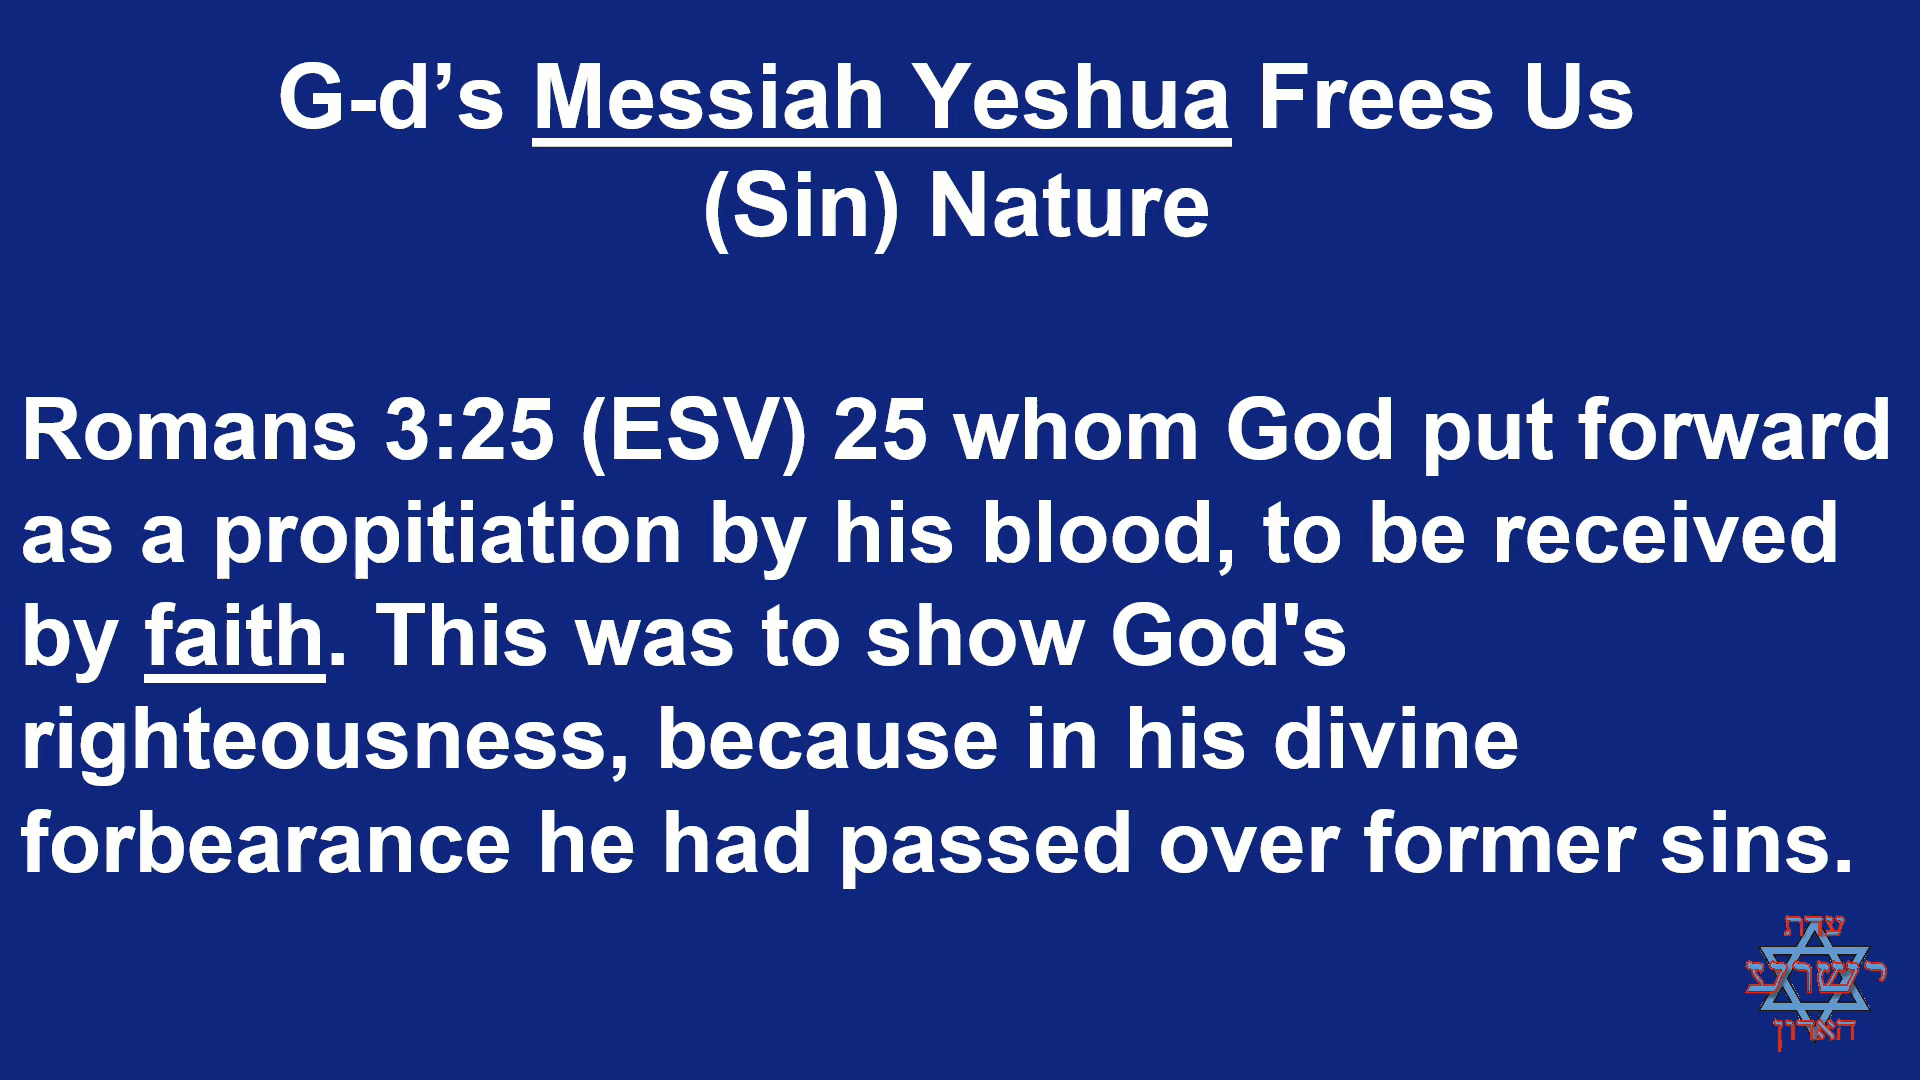 G-d’s Messiah Yeshua Frees Us
(Sin) Nature
Romans 3:25 (ESV) 25 whom God put forward
as a propitiation by his blood, to be received
by faith. This was to show God's
righteousness, because in his divine
forbearance he had passed over former sins.
עדת
ישוע
האדון